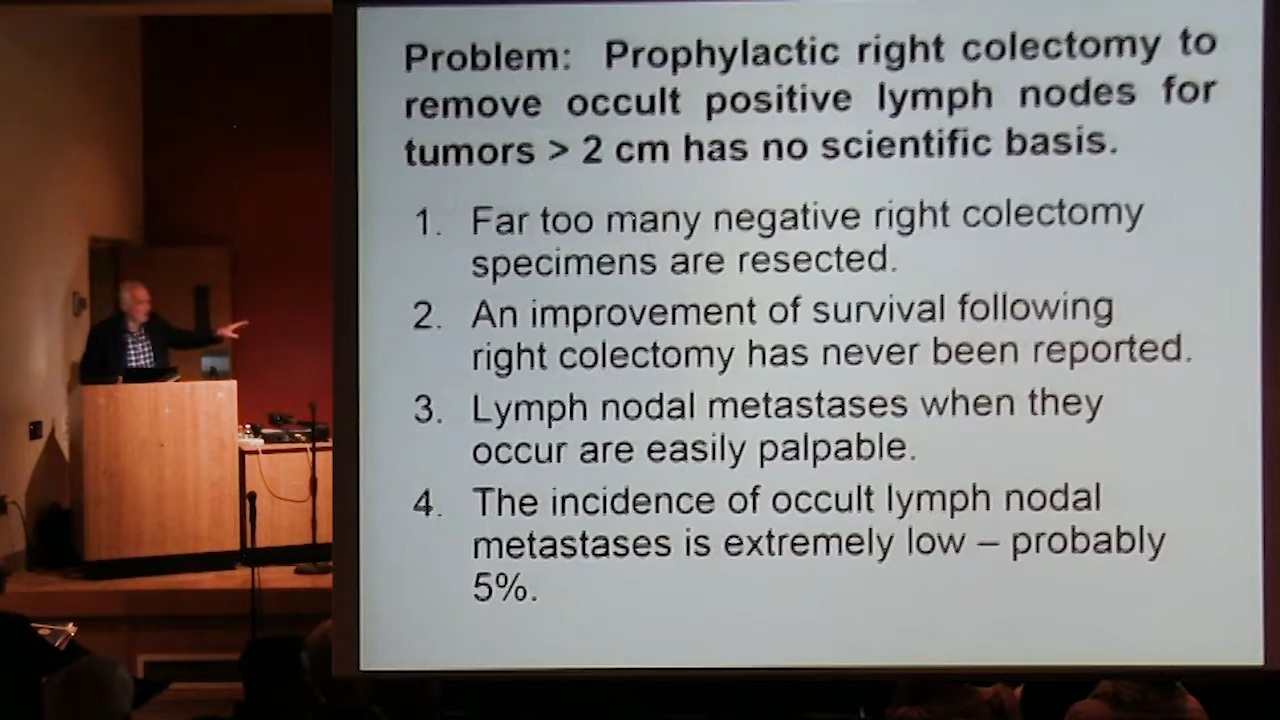 Problem: Prophylactic right colectomy to
remove occult positive lymph nodes for
tumors > 2 cm has no scientific basis.
1. Far too many negative right colectomy
specimens are resected.
2. An improvement of survival following
right colectomy has never been reported.
3. Lymph nodal metastases when they
occur are easily palpable.
4. The incidence of occult lymph nodal
metastases is extremely low – probably
5%.